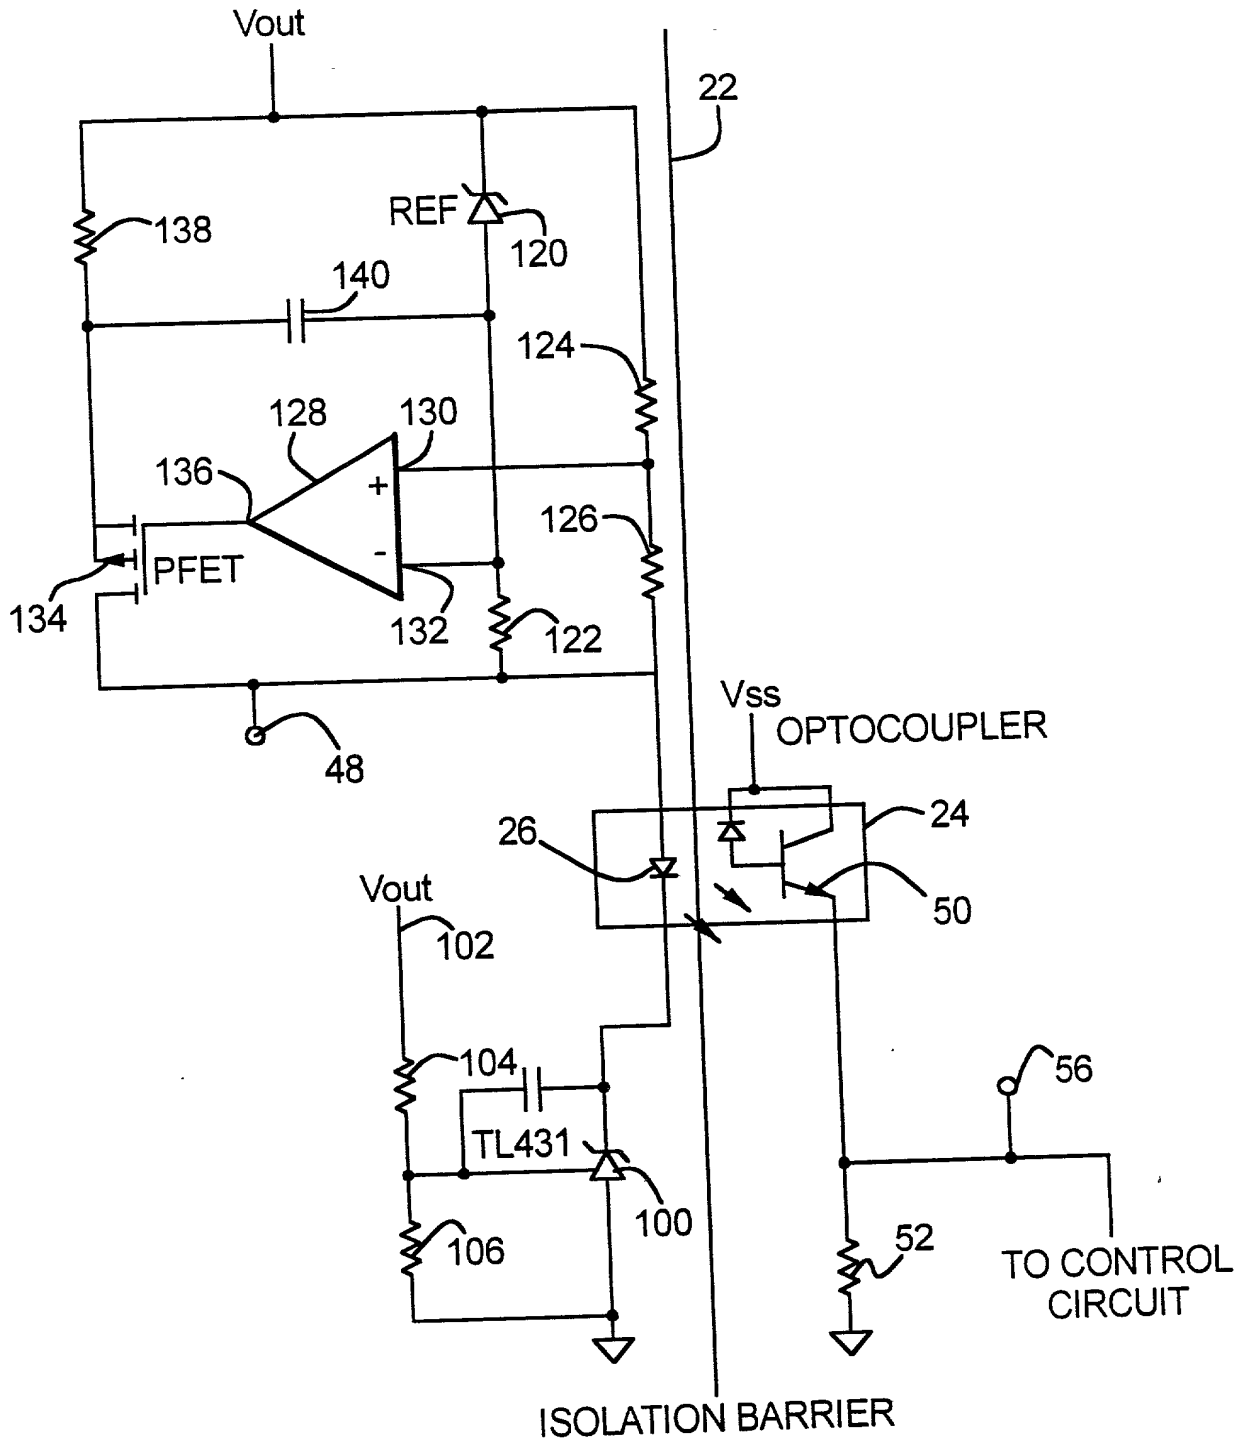 Vout
22
REF
138
120
140
124
128
130
136
+
126
-
PFET
134
132
122
Vss
OPTOCOUPLER
48
24
26
Vout
50
102
104
56
TL431
100
106
52
TO CONTROL
CIRCUIT
ISOLATION BARRIER